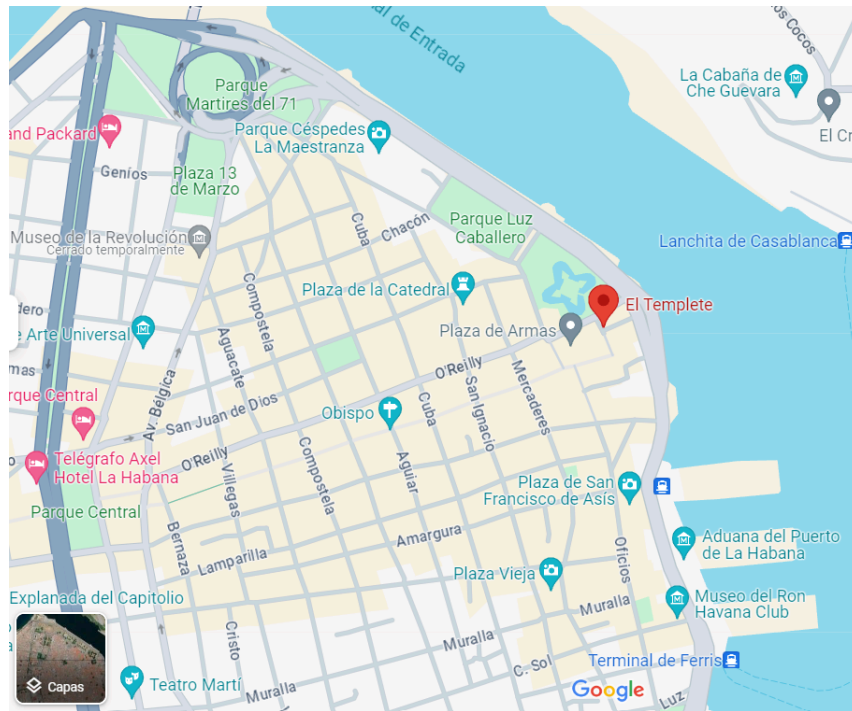 al de Entrada
os Cocos
La Cabaña de
Che Guevara
El Cr
Parque
Martires del 71
and Packard
Parque Céspedes
La Maestranza
Genios
Plaza 13
de Marzo
Cuba
Chacón
Parque Luz
Caballero
Museo de la Revolución
Cerrado temporalmente
Lanchita de Casablanca
Compostela
Plaza de la Catedral
El Templete
dero
e Arte Universal
Aguacate
Plaza de Armas
mas
O'Reilly
Mercaderes
San Ignacio
rque Central
Av. Bélgica
San Juan de Dios
Obispo
Cuba
Telégrafo Axel
Hotel La Habana
O'Reilly
Villegas
Compostela
Aguiar
Plaza de San
Francisco de Asís
Parque Central
Bernaza
Lamparilla
Amargura
Oficios
Aduana del Puerto
de La Habana
Plaza Vieja
Explanada del Capitolio
Muralla
Museo del Ron
Havana Club
Cristo
Muralla
C. Sol
Terminal de Ferris
Capas
Teatro Martí
Muralla
Google
Luz